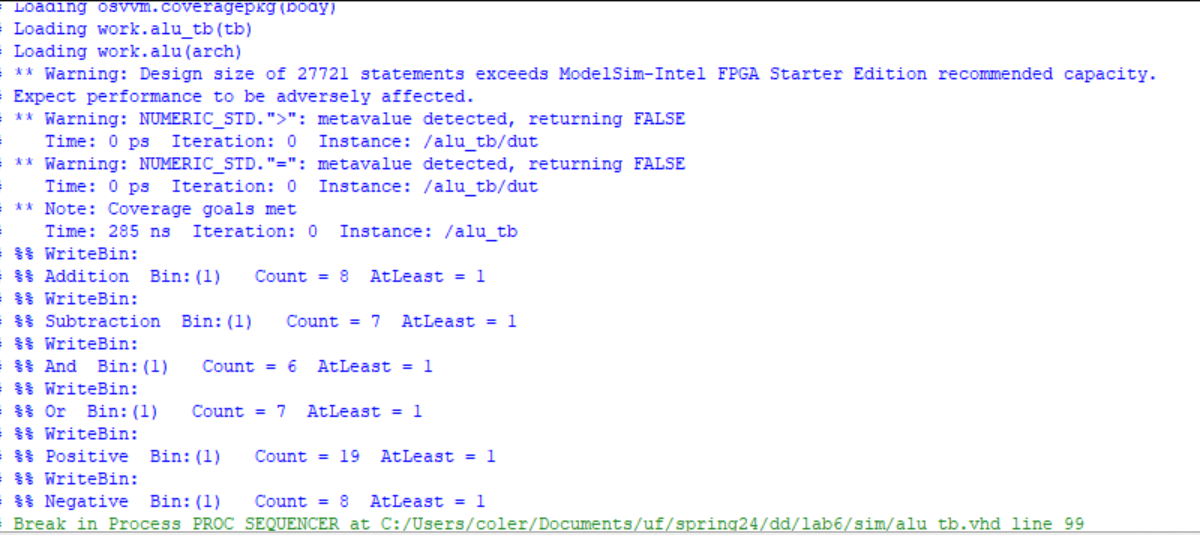 # Loading osvvm.coveragepkg(body)
# Loading work.alu_tb(tb)
# Loading work.alu(arch)
# ** Warning: Design size of 27721 statements exceeds ModelSim-Intel FPGA Starter Edition recommended capacity.
# Expect performance to be adversely affected.
# ** Warning: NUMERIC_STD.">": metavalue detected, returning FALSE
#    Time: 0 ps  Iteration: 0  Instance: /alu_tb/dut
# ** Warning: NUMERIC_STD."=": metavalue detected, returning FALSE
#    Time: 0 ps  Iteration: 0  Instance: /alu_tb/dut
# ** Note: Coverage goals met
#    Time: 285 ns  Iteration: 0  Instance: /alu_tb
# %% WriteBin:
# %% Addition  Bin:(1)   Count = 8  AtLeast = 1
# %% WriteBin:
# %% Subtraction  Bin:(1)   Count = 7  AtLeast = 1
# %% WriteBin:
# %% And  Bin:(1)   Count = 6  AtLeast = 1
# %% WriteBin:
# %% Or  Bin:(1)   Count = 7  AtLeast = 1
# %% WriteBin:
# %% Positive  Bin:(1)   Count = 19  AtLeast = 1
# %% WriteBin:
# %% Negative  Bin:(1)   Count = 8  AtLeast = 1
# Break in Process PROC_SEQUENCER at C:/Users/coler/Documents/uf/spring24/dd/lab6/sim/alu_tb.vhd line 99